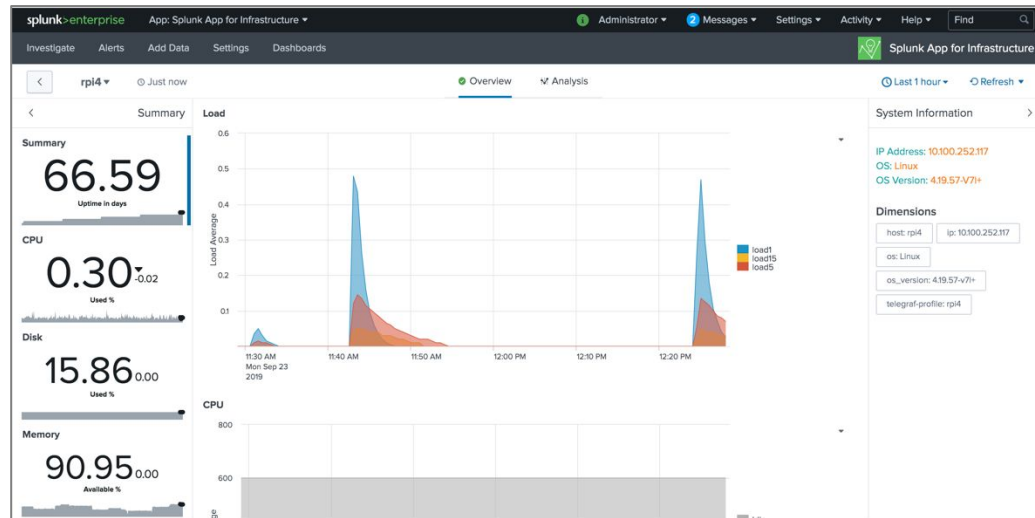 splunk>enterprise App: Splunk App for Infrastructure
i Administrator 2 Messages Settings Activity Help Find
Investigate Alerts Add Data Settings Dashboards
Splunk App for Infrastructure
rpi4 Just now
Overview Analysis
Last 1 hour Refresh
Summary
Summary
66.59
Uptime in days
CPU
0.30 -0.02
Used %
Disk
15.86 0.00
Used %
Memory
90.95 0.00
Available %
Load
0.6
0.5
0.4
0.3
0.2
0.1
Load Average
11:30 AM
Mon Sep 23
2019
11:40 AM
11:50 AM
12:00 PM
12:10 PM
12:20 PM
load1
load15
load5
CPU
800
600
System Information
IP Address: 10.100.252.117
OS: Linux
OS Version: 4.19.57-V7l+
Dimensions
host: rpi4 ip: 10.100.252.117
os: Linux
os_version: 4.19.57-v7l+
telegraf-profile: rpi4